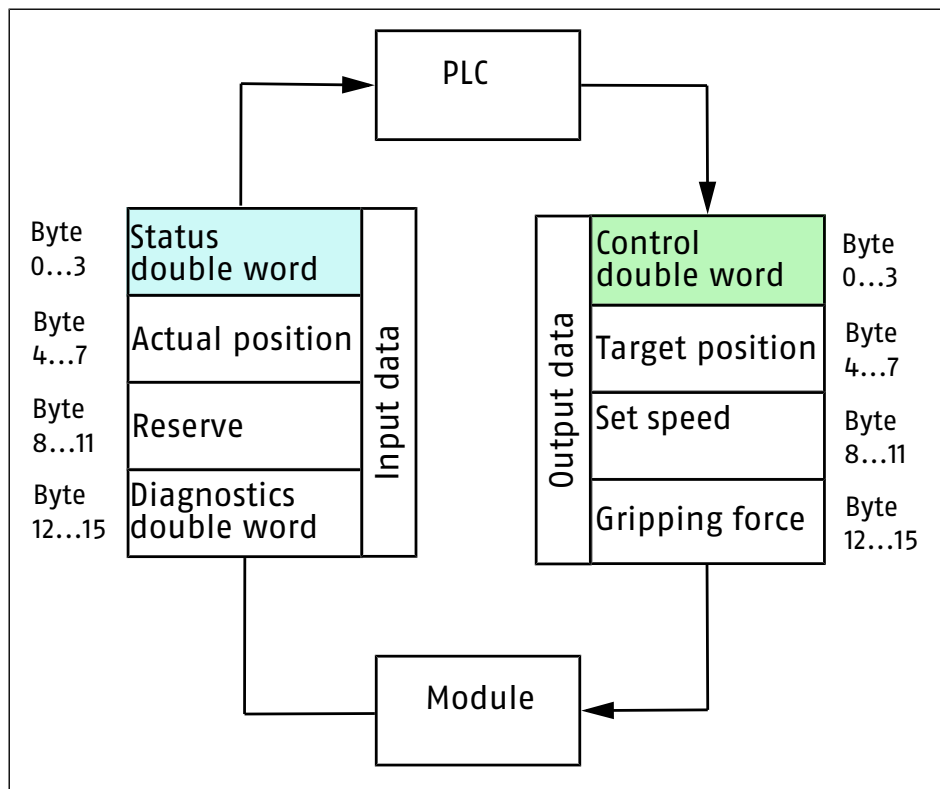 PLC
Byte
0...3
Status
double word
Byte
4...7
Actual position
Byte
8...11
Reserve
Byte
12...15
Diagnostics
double word
Input data
Output data
Control
double word
Byte
0...3
Target position
Byte
4...7
Set speed
Byte
8...11
Gripping force
Byte
12...15
Module